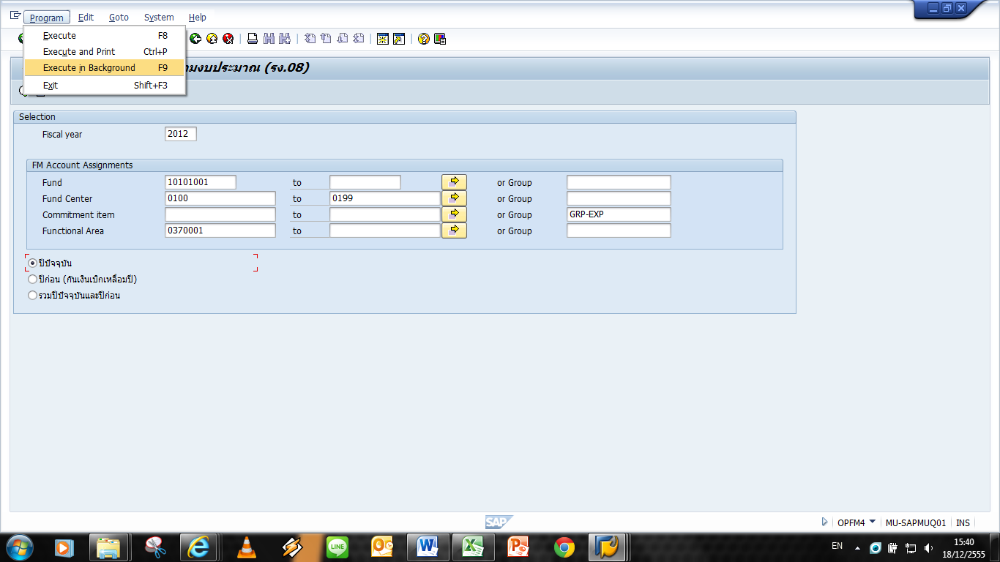 Program Edit Goto System Help
Execute F8
Execute and Print Ctrl+P
Execute in Background F9
Exit Shift+F3
งบประมาณ (รง.08)
Selection
Fiscal year 2012
FM Account Assignments
Fund 10101001 to or Group
Fund Center 0100 to 0199 or Group
Commitment item to or Group GRP-EXP
Functional Area 0370001 to or Group
ปีปัจจุบัน
ปีก่อน (กันเงินเบิกเหลื่อมปี)
รวมปีปัจจุบันและปีก่อน
SAP
OPFM4 MU-SAPMUQ01 INS
LINE
EN
15:40
18/12/2555